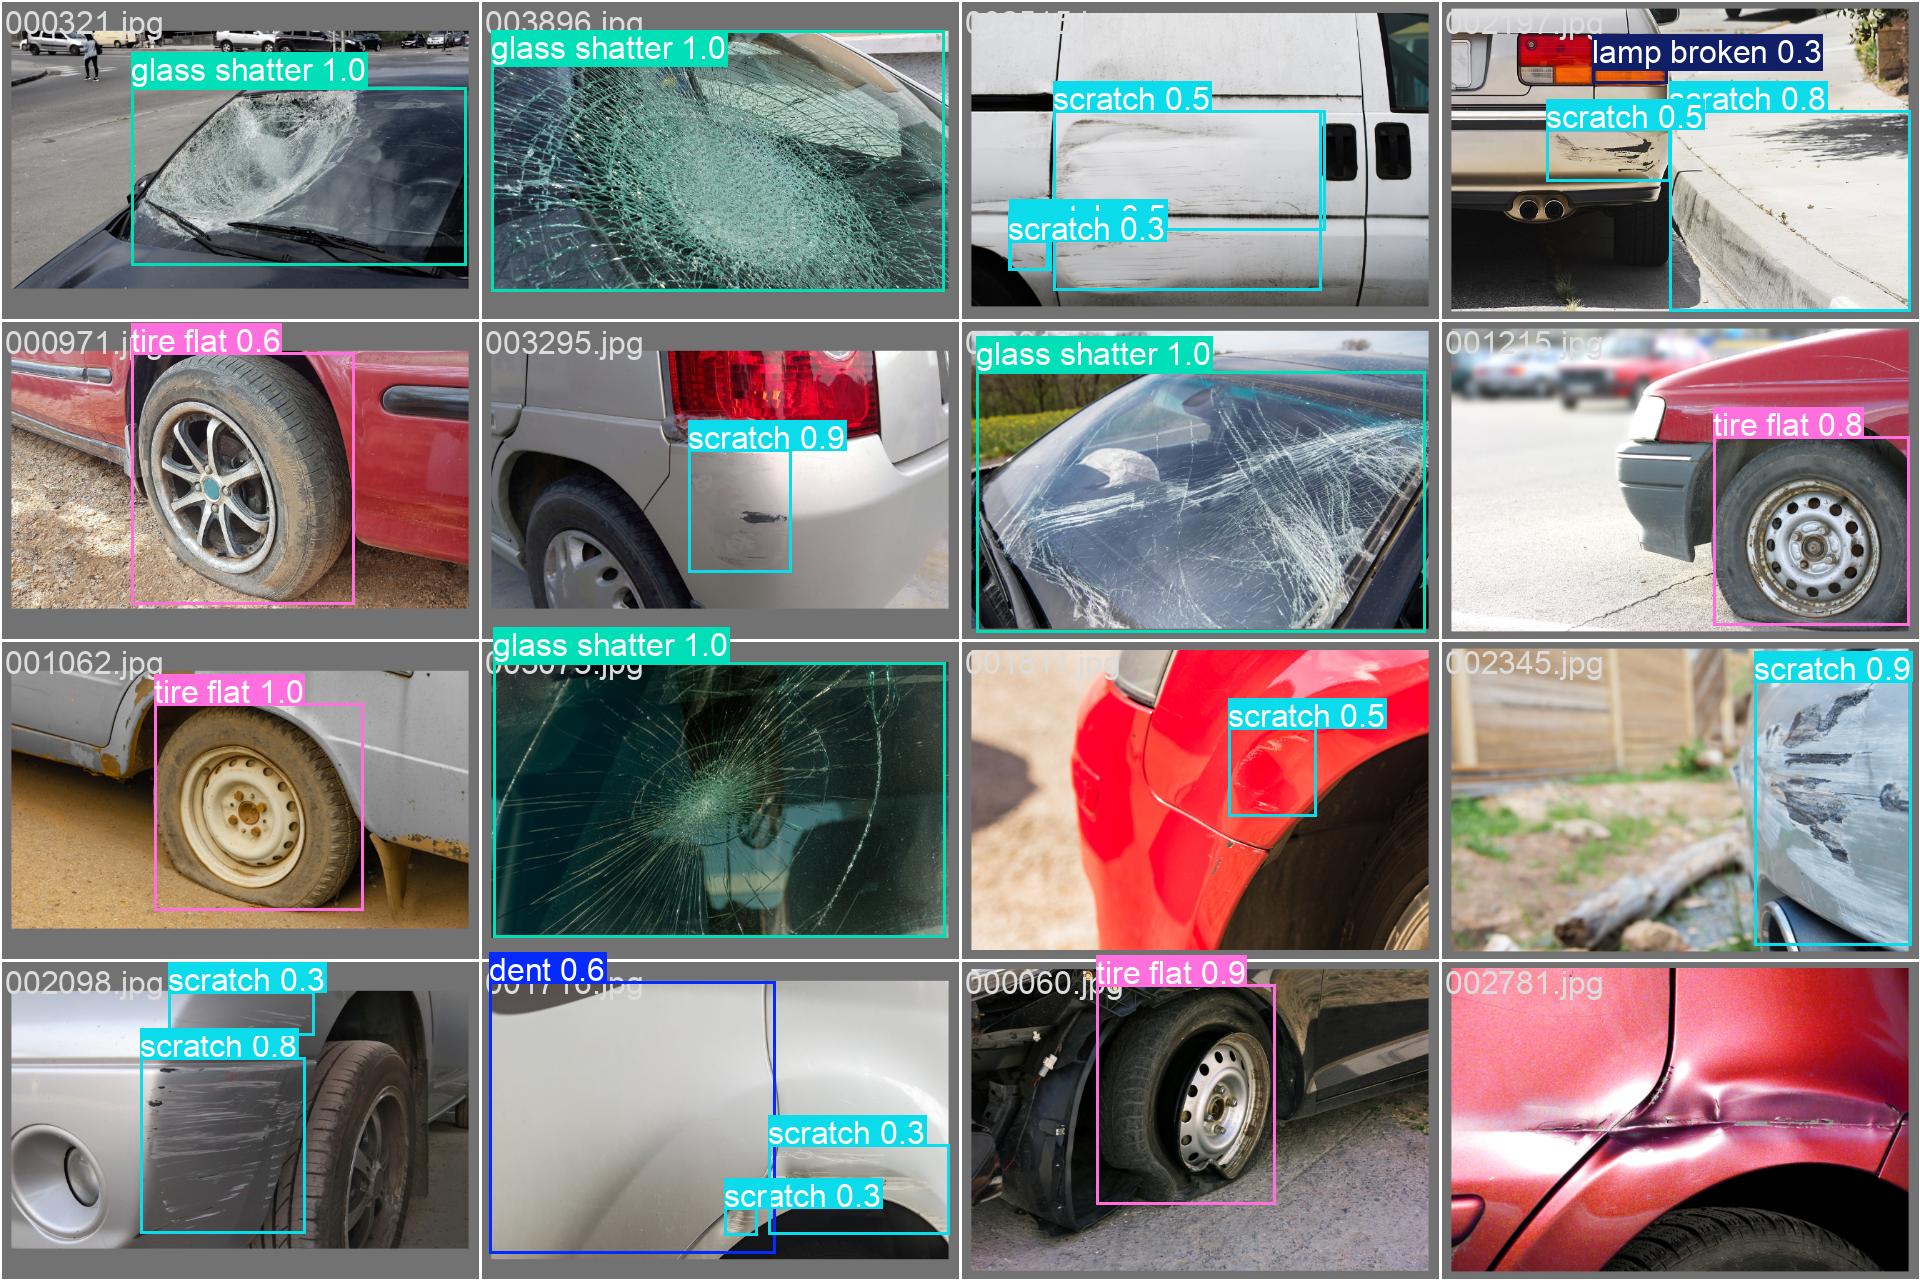 000321.jpg
glass shatter 1.0
003896.jpg
glass shatter 1.0
scratch 0.5
scratch 0.3
002197.jpg
lamp broken 0.3
scratch 0.8
scratch 0.5
000971.j
tire flat 0.6
003295.jpg
scratch 0.9
glass shatter 1.0
001215.jpg
tire flat 0.8
001062.jpg
tire flat 1.0
glass shatter 1.0
scratch 0.5
002345.jpg
scratch 0.9
002098.jpg
scratch 0.3
scratch 0.8
dent 0.6
scratch 0.3
scratch 0.3
000060.jpg
tire flat 0.9
002781.jpg